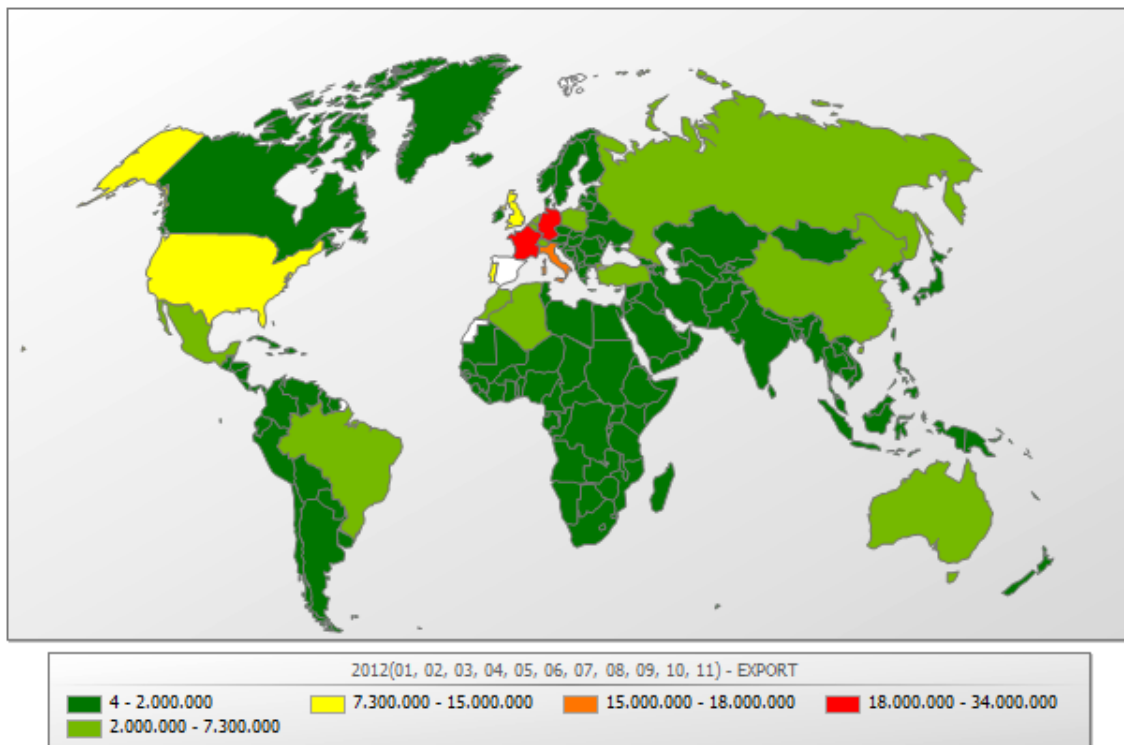 2012(01, 02, 03, 04, 05, 06, 07, 08, 09, 10, 11) - EXPORT
4 - 2.000.000
7.300.000 - 15.000.000
15.000.000 - 18.000.000
18.000.000 - 34.000.000
2.000.000 - 7.300.000